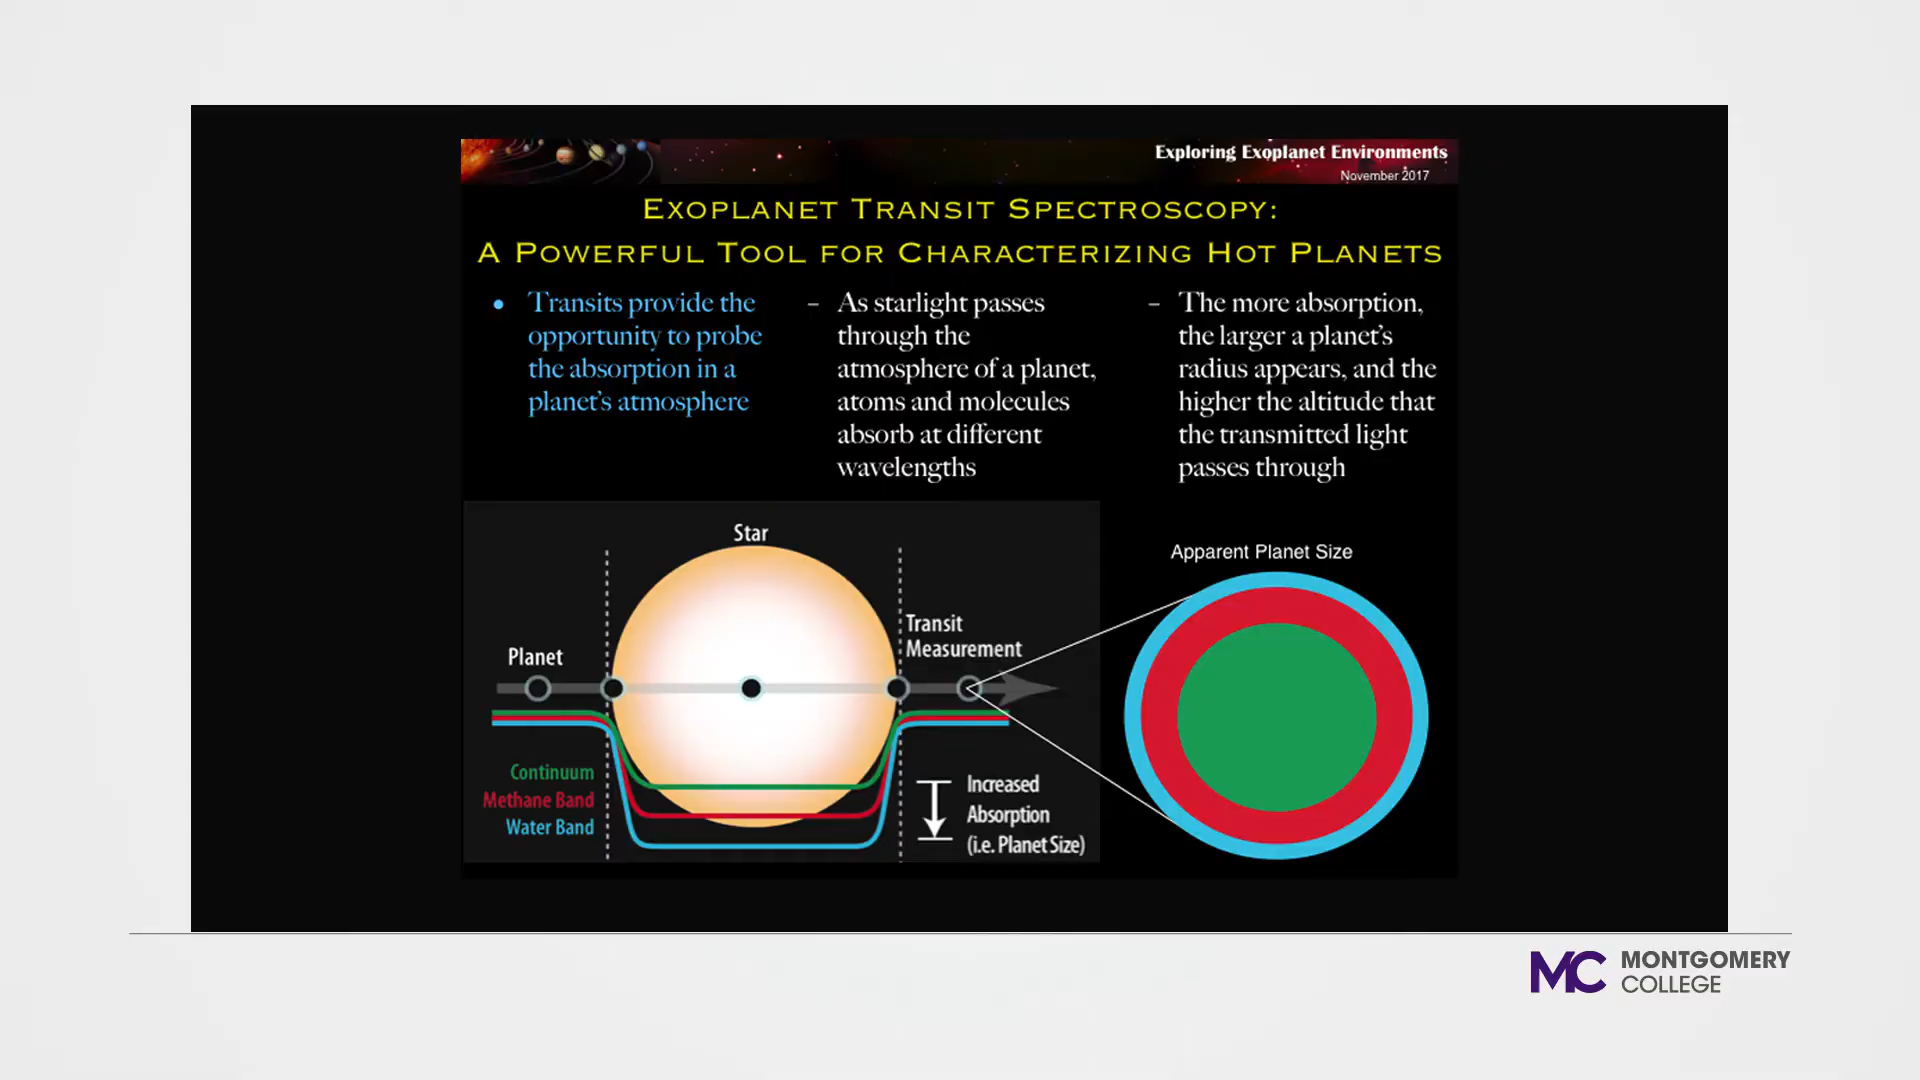 Exploring Exoplanet Environments
November 2017
Exoplanet Transit Spectroscopy:
A Powerful Tool for Characterizing Hot Planets
• Transits provide the
opportunity to probe
the absorption in a
planet's atmosphere
– As starlight passes
through the
atmosphere of a planet,
atoms and molecules
absorb at different
wavelengths
– The more absorption,
the larger a planet's
radius appears, and the
higher the altitude that
the transmitted light
passes through
Star
Planet
Transit
Measurement
Continuum
Methane Band
Water Band
Increased
Absorption
(i.e. Planet Size)
Apparent Planet Size
MC MONTGOMERY
COLLEGE